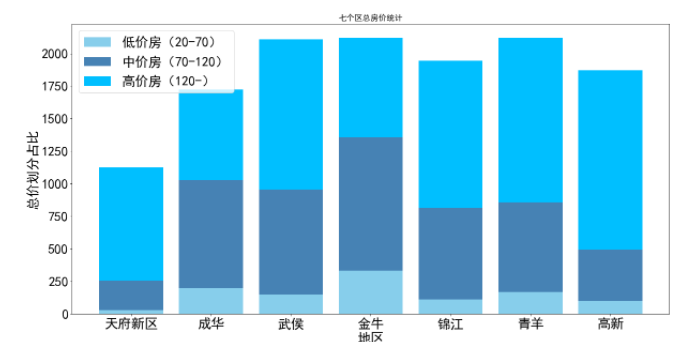 七个区总房价统计
低价房（20-70）
中价房（70-120）
高价房（120-）
总价划分占比
2000
1750
1500
1250
1000
750
500
250
0
天府新区 成华 武侯 金牛 锦江 青羊 高新
地区